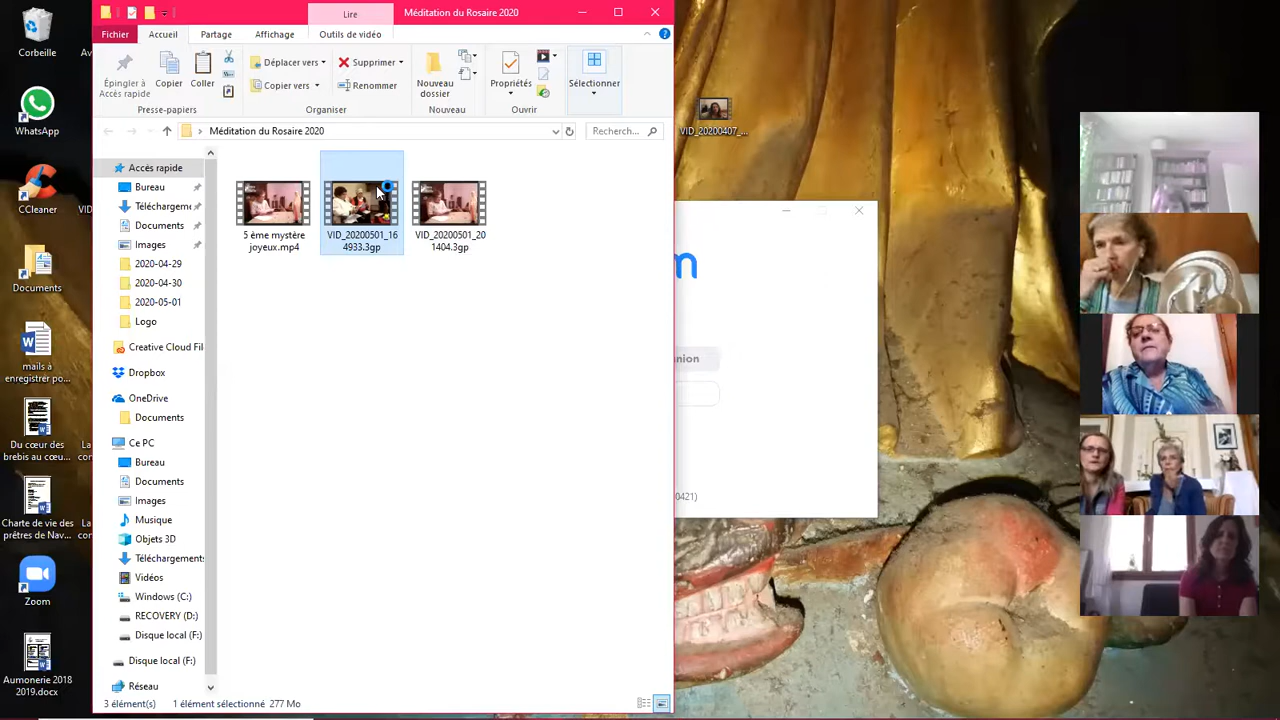 Lire
Méditation du Rosaire 2020
Fichier
Accueil
Partage
Affichage
Outils de vidéo
Épingler à
Accès rapide
Copier
Coller
Presse-papiers
Déplacer vers
Copier vers
Supprimer
Renommer
Organiser
Nouveau
dossier
Nouveau
Propriétés
Ouvrir
Sélectionner
Méditation du Rosaire 2020
Recherch...
Accès rapide
Bureau
Téléchargeme
Documents
Images
2020-04-29
2020-04-30
2020-05-01
Logo
Creative Cloud Fil
Dropbox
OneDrive
Documents
Ce PC
Bureau
Documents
Images
Musique
Objets 3D
Téléchargements
Vidéos
Windows (C:)
RECOVERY (D:)
Disque local (F:)
Disque local (F:)
Réseau
5 ème mystère
joyeux.mp4
VID_20200501_16
4933.3gp
VID_20200501_20
1404.3gp
3 élément(s)
1 élément sélectionné 277 Mo
Corbeille
WhatsApp
CCleaner
Documents
mails à
enregistrer po...
Du cœur des
brebis au cœu...
Charte de vie des
prêtres de Nav...
Zoom
Aumonerie 2018
2019.docx
VID_20200407_...
m
nion
0421)